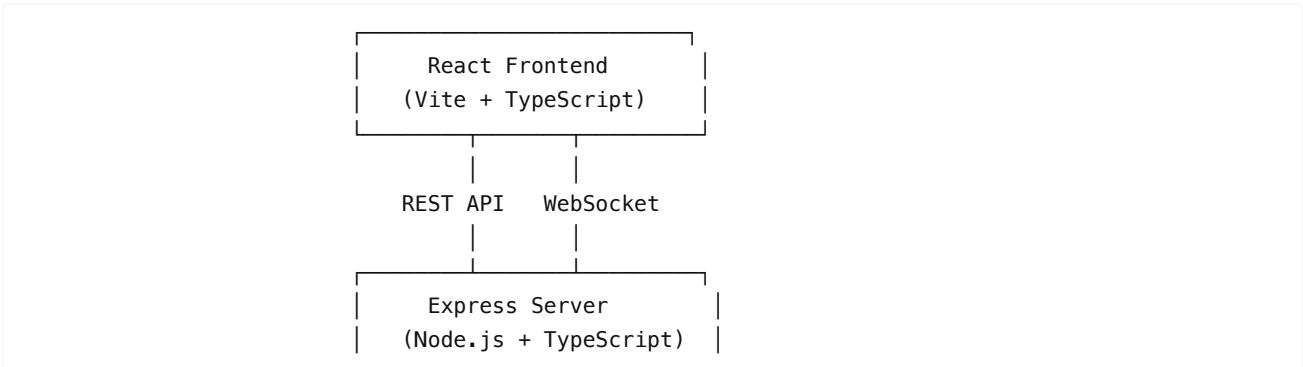 React Frontend
(Vite + TypeScript)
REST API WebSocket
Express Server
(Node.js + TypeScript)